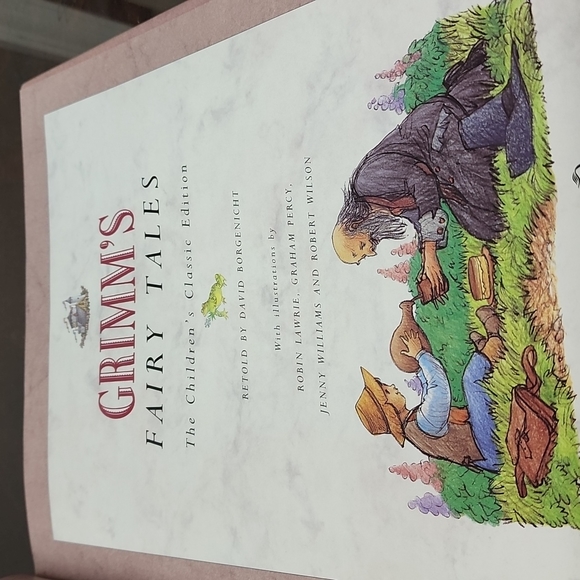 GRIMM'S
FAIRY TALES
The Children's Classic Edition
RETOLD BY DAVID BORGENICHT
With illustrations by
ROBIN LAWRIE, GRAHAM PERCY,
JENNY WILLIAMS AND ROBERT WILSON